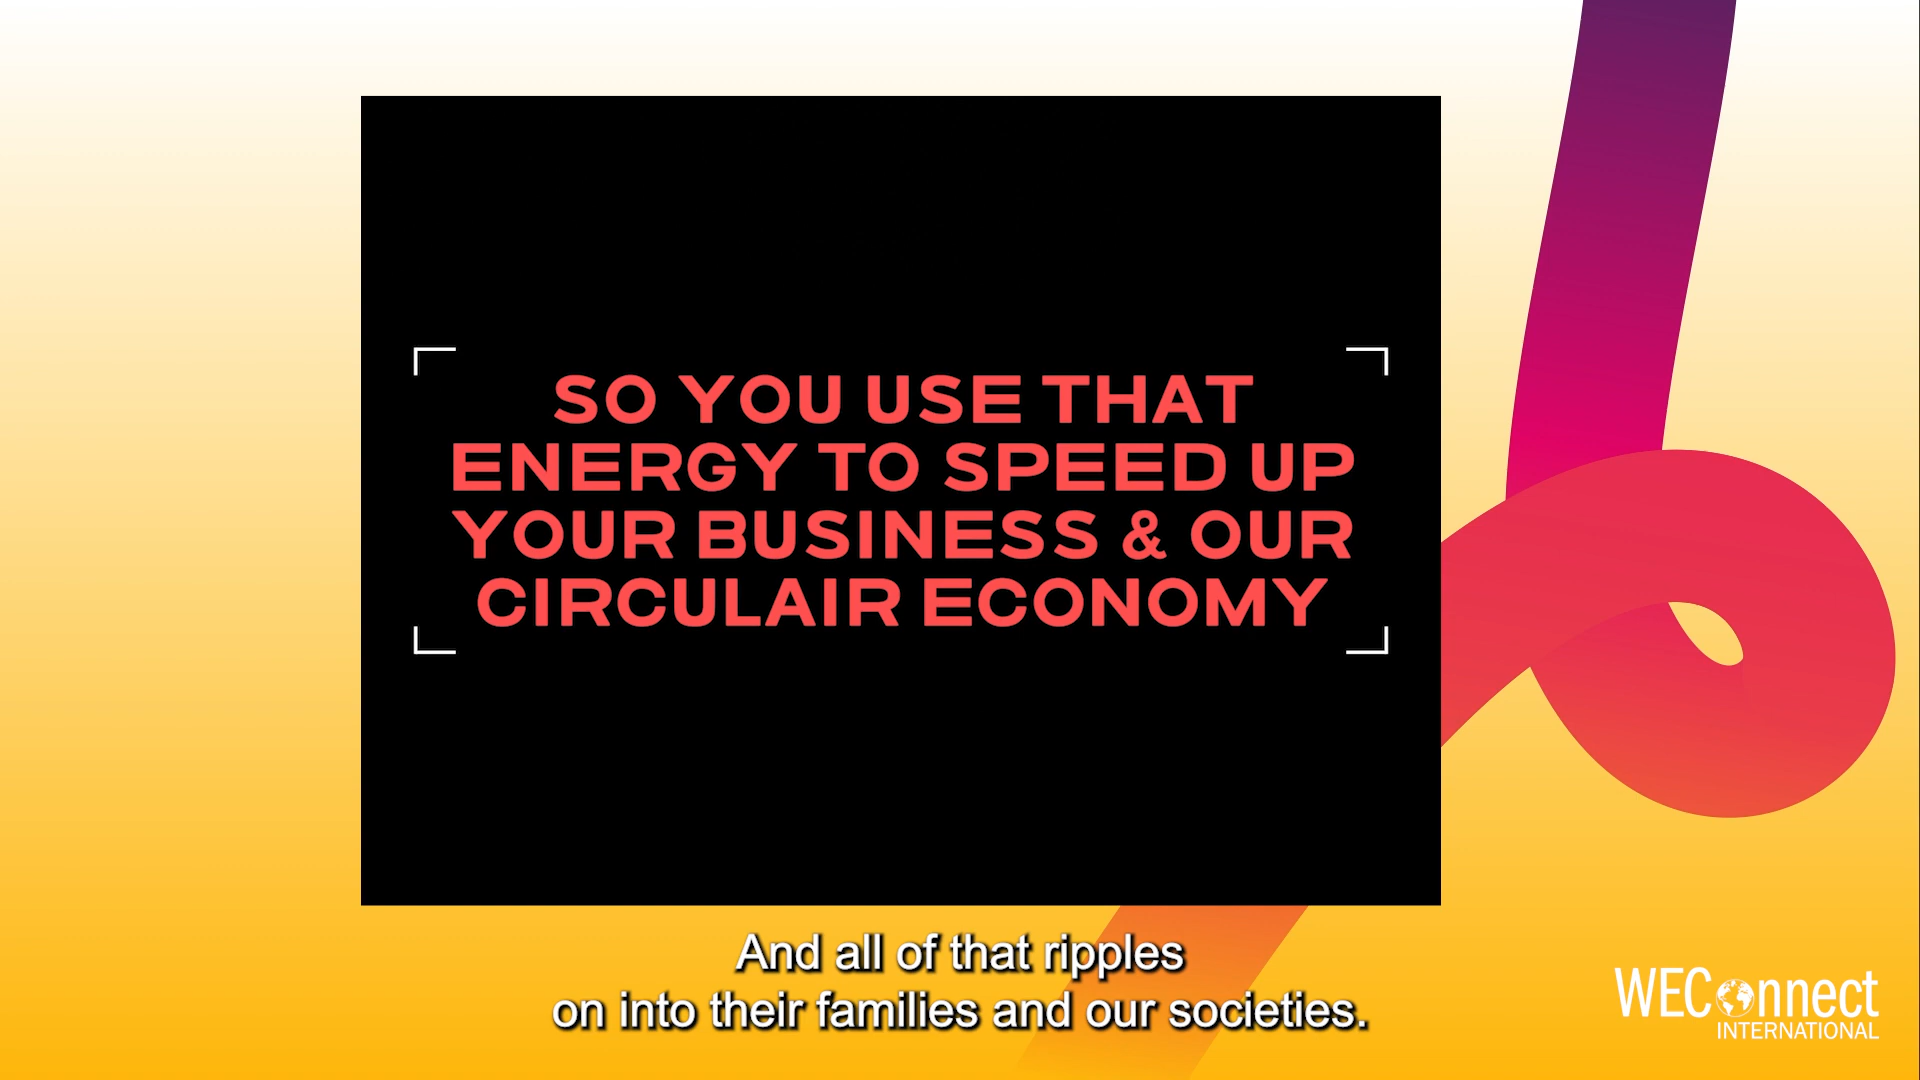 SO YOU USE THAT
ENERGY TO SPEED UP
YOUR BUSINESS & OUR
CIRCULAIR ECONOMY
And all of that ripples
on into their families and our societies.
WEConnect
INTERNATIONAL